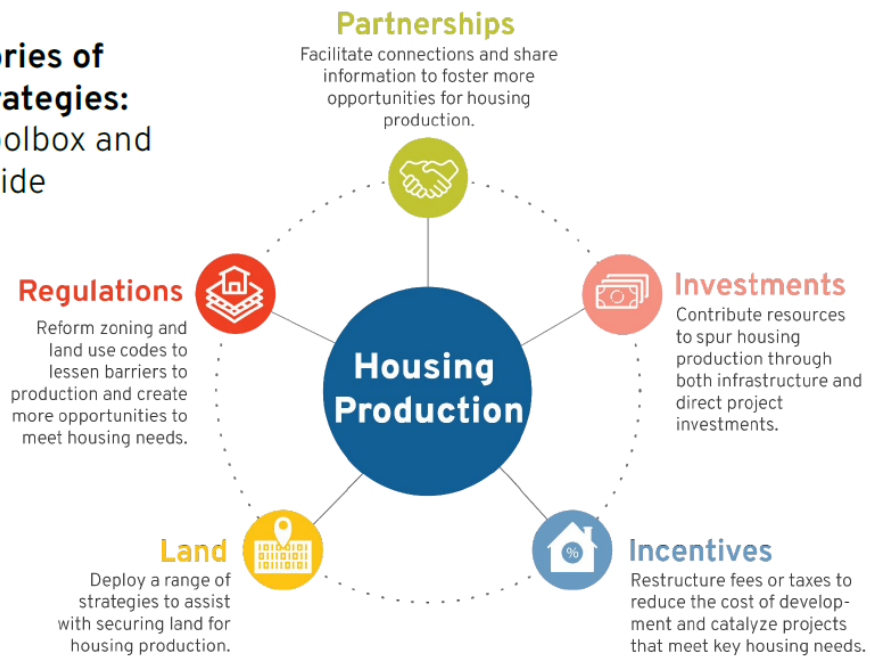 ories of
rategies:
oolbox and
ide
Partnerships
Facilitate connections and share
information to foster more
opportunities for housing
production.
Regulations
Reform zoning and
land use codes to
lessen barriers to
production and create
more opportunities to
meet housing needs.
Investments
Contribute resources
to spur housing
production through
both infrastructure and
direct project
investments.
Housing
Production
Land
Deploy a range of
strategies to assist
with securing land for
housing production.
%
Incentives
Restructure fees or taxes to
reduce the cost of develop-
ment and catalyze projects
that meet key housing needs.